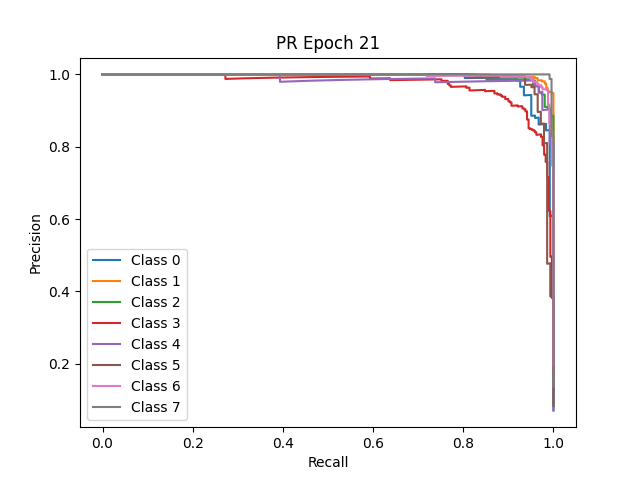 PR Epoch 21
1.0
0.8
0.6
0.4
0.2
Precision
Class 0
Class 1
Class 2
Class 3
Class 4
Class 5
Class 6
Class 7
0.0 0.2 0.4 0.6 0.8 1.0
Recall